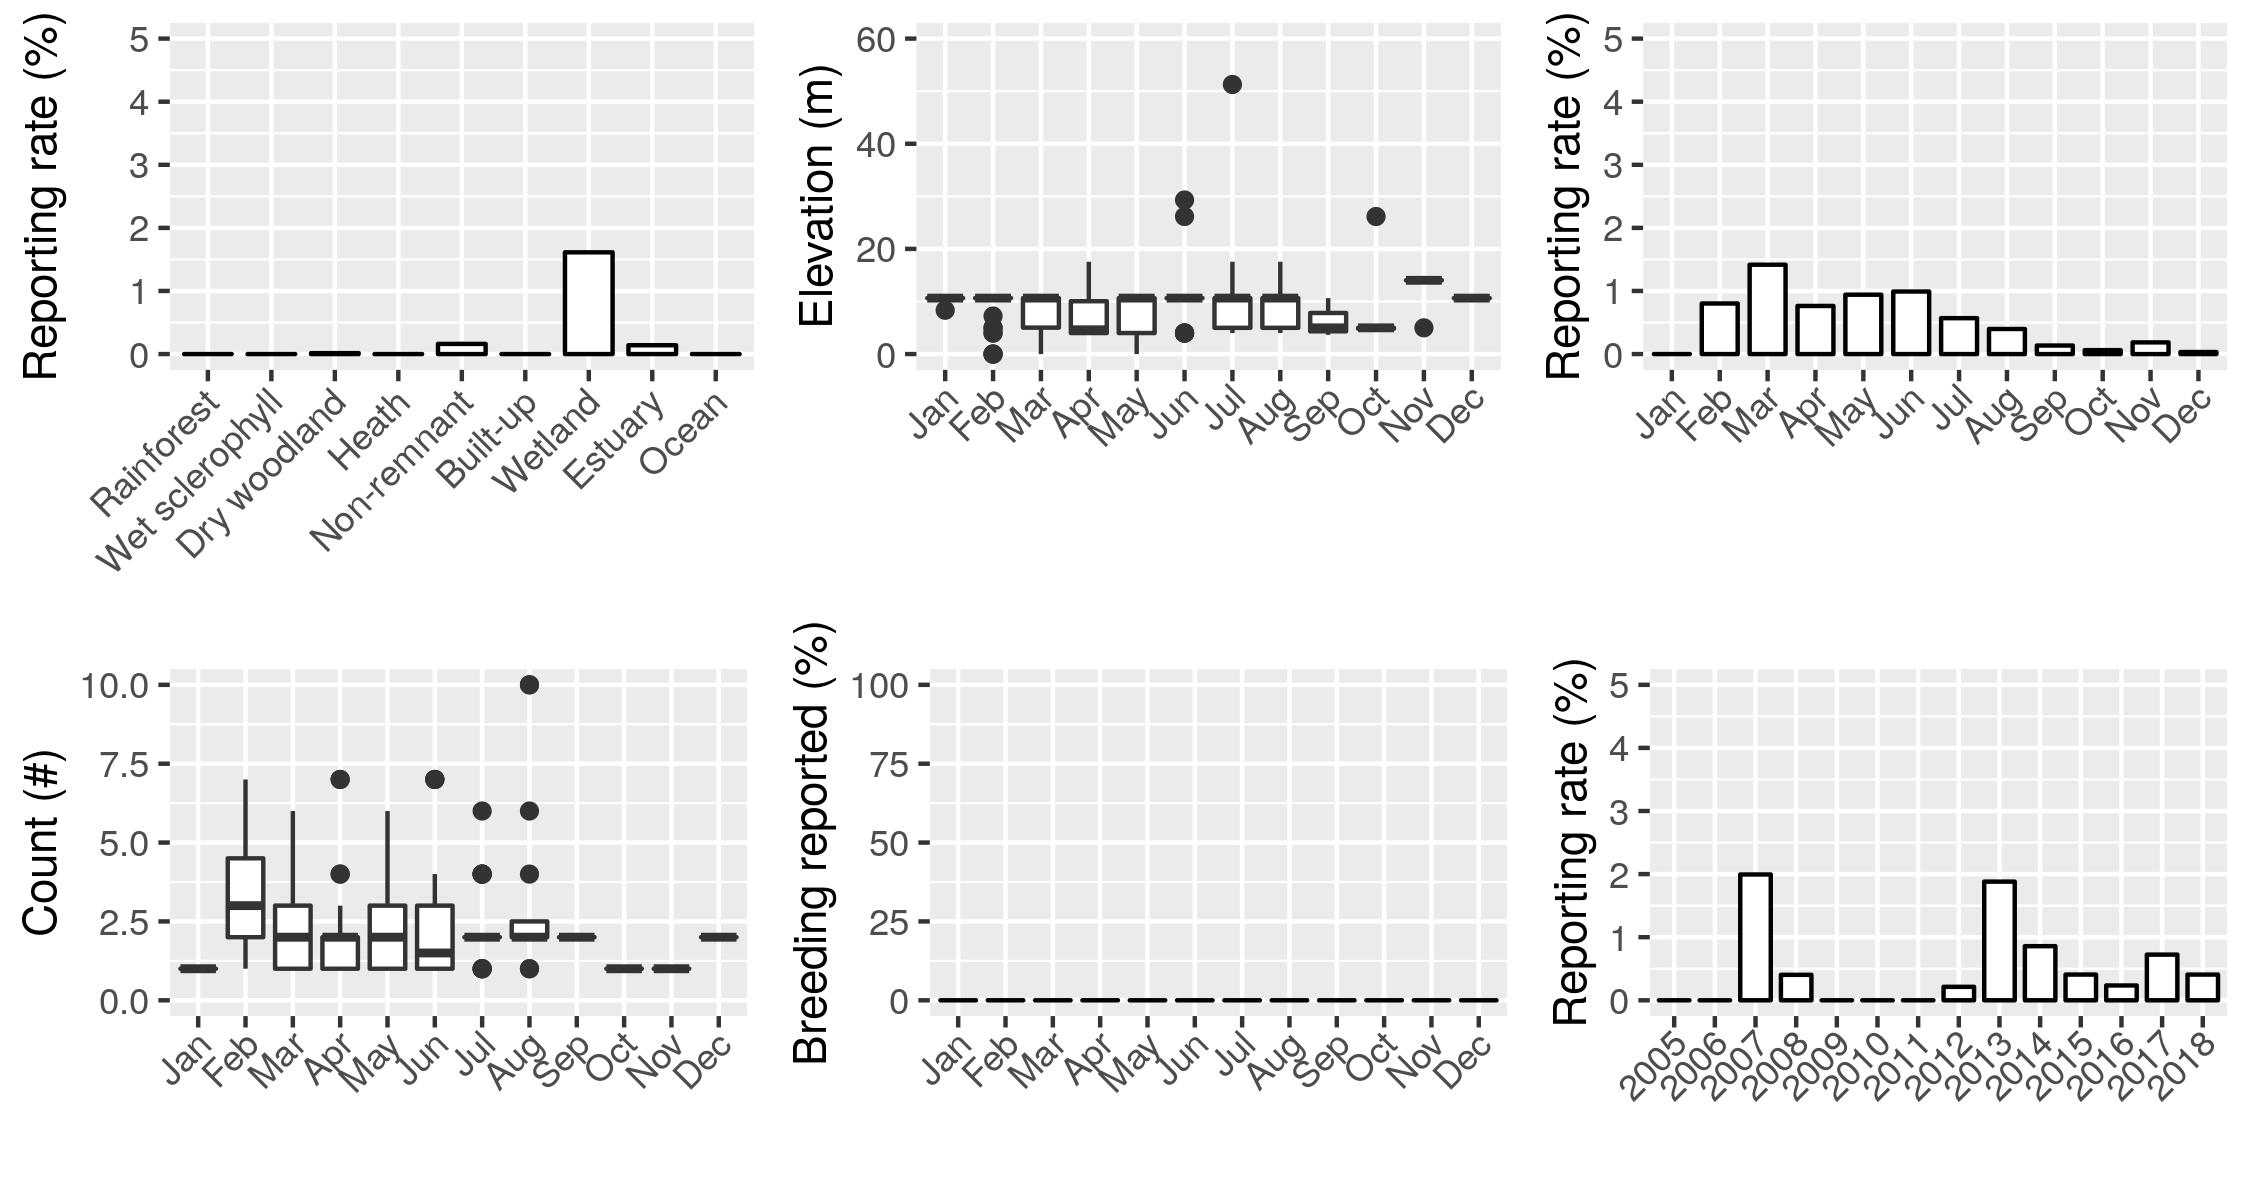 Reporting rate (%)
5
4
3
2
1
0
Rainforest
Wet sclerophyll
Dry woodland
Heath
Non-remnant
Built-up
Wetland
Estuary
Ocean
Elevation (m)
60
40
20
0
Jan
Feb
Mar
Apr
May
Jun
Jul
Aug
Sep
Oct
Nov
Dec
Reporting rate (%)
5
4
3
2
1
0
Jan
Feb
Mar
Apr
May
Jun
Jul
Aug
Sep
Oct
Nov
Dec
Count (#)
10.0
7.5
5.0
2.5
0.0
Jan
Feb
Mar
Apr
May
Jun
Jul
Aug
Sep
Oct
Nov
Dec
Breeding reported (%)
100
75
50
25
0
Jan
Feb
Mar
Apr
May
Jun
Jul
Aug
Sep
Oct
Nov
Dec
Reporting rate (%)
5
4
3
2
1
0
2005
2006
2007
2008
2009
2010
2011
2012
2013
2014
2015
2016
2017
2018